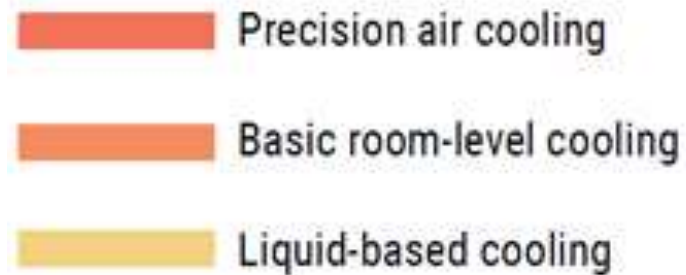 Precision air cooling
Basic room-level cooling
Liquid-based cooling